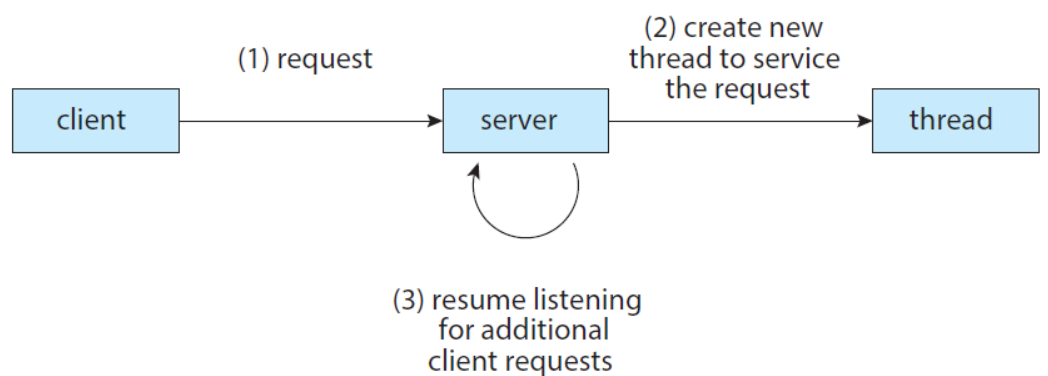 (1) request
(2) create new
thread to service
the request
client
server
thread
(3) resume listening
for additional
client requests